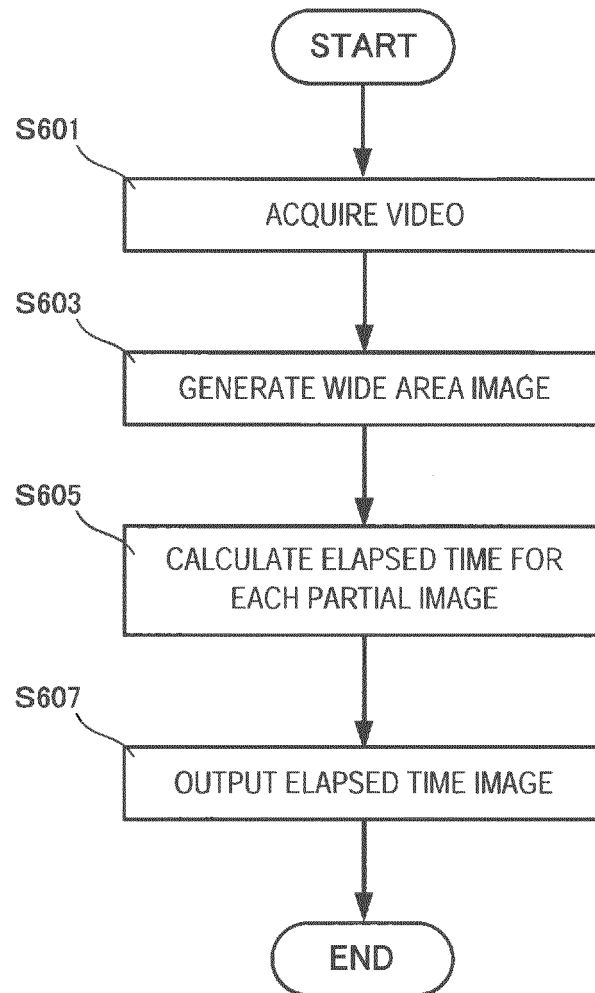 START
S601
ACQUIRE VIDEO
S603
GENERATE WIDE AREA IMAGE
S605
CALCULATE ELAPSED TIME FOR
EACH PARTIAL IMAGE
S607
OUTPUT ELAPSED TIME IMAGE
END